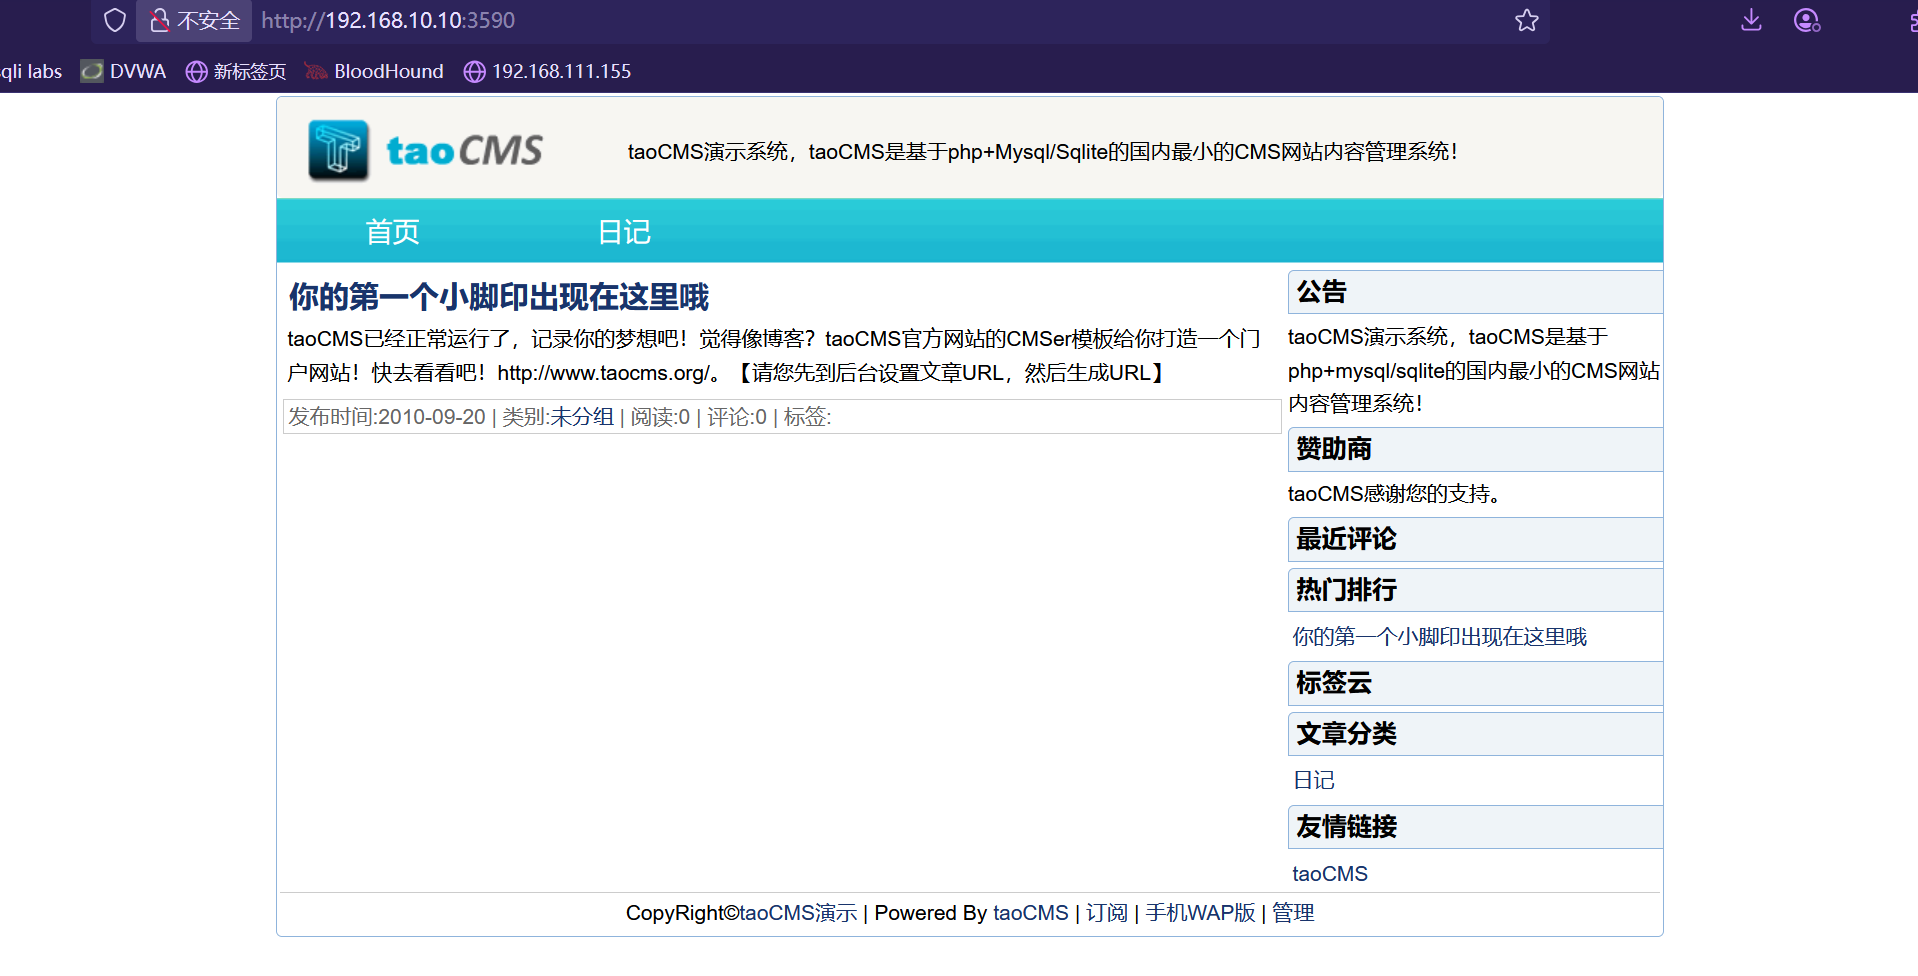 不安全 http://192.168.10.10:3590
qli labs DVWA 新标签页 BloodHound 192.168.111.155
taoCMS taoCMS演示系统，taoCMS是基于php+Mysql/Sqlite的国内最小的CMS网站内容管理系统！
首页 日记
你的第一个小脚印出现在这里哦
taoCMS已经正常运行了，记录你的梦想吧！觉得像博客？taoCMS官方网站的CMSer模板给你打造一个门
户网站！快去看看吧！http://www.taocms.org/。【请您先到后台设置文章URL，然后生成URL】
发布时间:2010-09-20 | 类别:未分组 | 阅读:0 | 评论:0 | 标签:
公告
taoCMS演示系统，taoCMS是基于
php+mysql/sqlite的国内最小的CMS网站
内容管理系统！
赞助商
taoCMS感谢您的支持。
最近评论
热门排行
你的第一个小脚印出现在这里哦
标签云
文章分类
日记
友情链接
taoCMS
CopyRight©taoCMS演示 | Powered By taoCMS | 订阅 | 手机WAP版 | 管理